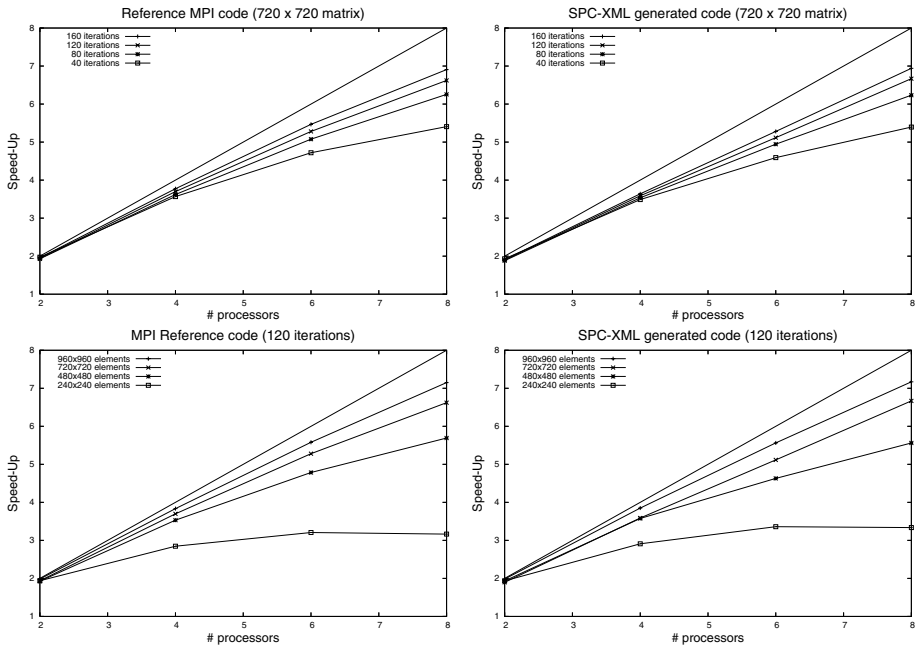 Reference MPI code (720 x 720 matrix)
8
7
6
5
4
3
2
1
Speed-Up
160 iterations
120 iterations
80 iterations
40 iterations
2 3 4 5 6 7 8
# processors
SPC-XML generated code (720 x 720 matrix)
8
7
6
5
4
3
2
1
Speed-Up
160 iterations
120 iterations
80 iterations
40 iterations
2 3 4 5 6 7 8
# processors
MPI Reference code (120 iterations)
8
7
6
5
4
3
2
1
Speed-Up
960x960 elements
720x720 elements
480x480 elements
240x240 elements
2 3 4 5 6 7 8
# processors
SPC-XML generated code (120 iterations)
8
7
6
5
4
3
2
1
Speed-Up
960x960 elements
720x720 elements
480x480 elements
240x240 elements
2 3 4 5 6 7 8
# processors